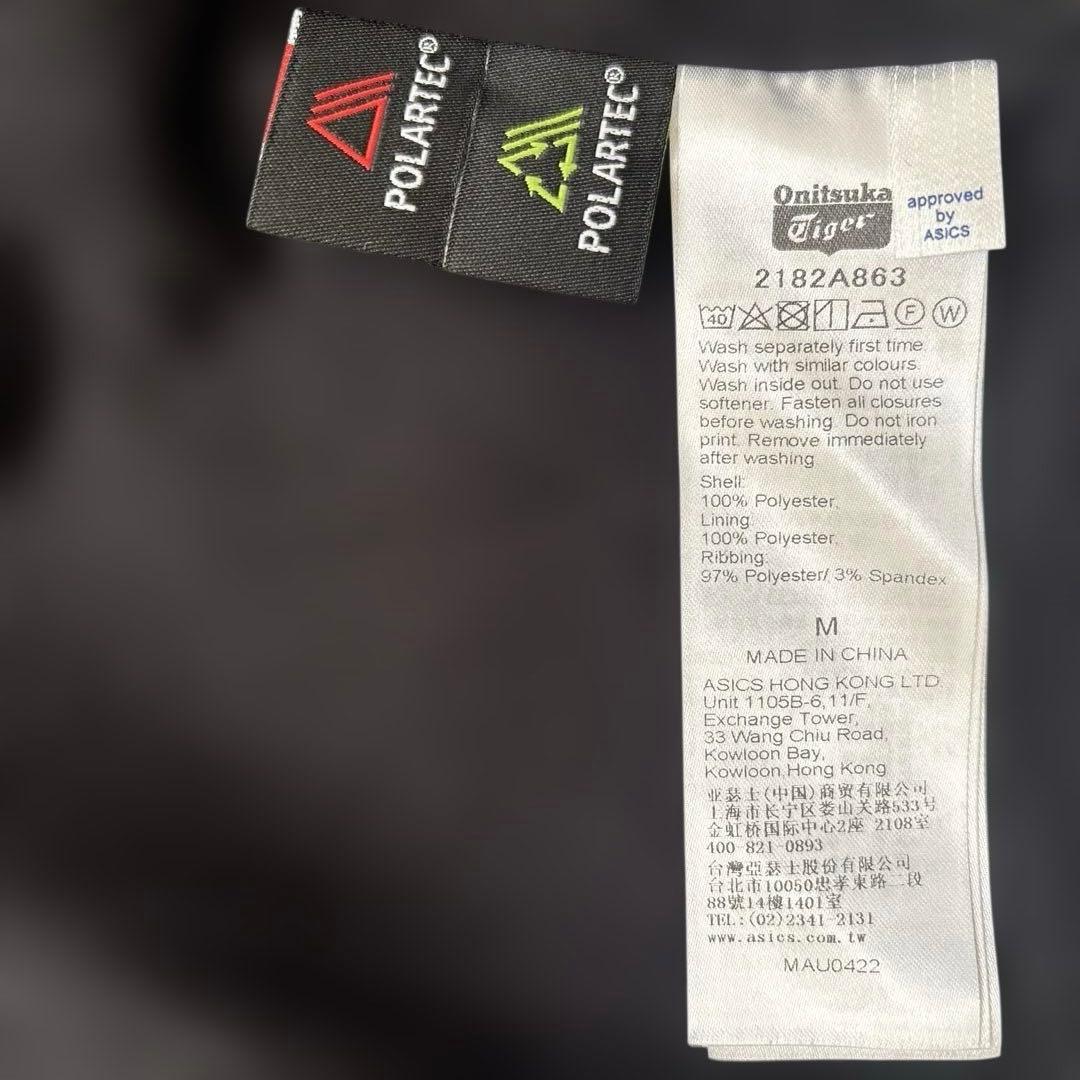 POLARTEC®
POLARTEC®
Onitsuka
Tiger
approved
by
ASICS
2182A863
40
F
W
Wash separately first time.
Wash with similar colours.
Wash inside out. Do not use
softener. Fasten all closures
before washing. Do not iron
print. Remove immediately
after washing
Shell:
100% Polyester,
Lining:
100% Polyester,
Ribbing:
97% Polyester/ 3% Spandex
M
MADE IN CHINA
ASICS HONG KONG LTD.
Unit 1105B-6,11/F,
Exchange Tower,
33 Wang Chiu Road,
Kowloon Bay,
Kowloon,Hong Kong
亚瑟士(中国)商贸有限公司
上海市长宁区娄山关路533号
金虹桥国际中心2座 2108室
400-821-0893
台灣亞瑟士股份有限公司
台北市10050忠孝東路二段
88號14樓1401室
TEL:(02)2341-2131
www.asics.com.tw
MAU0422